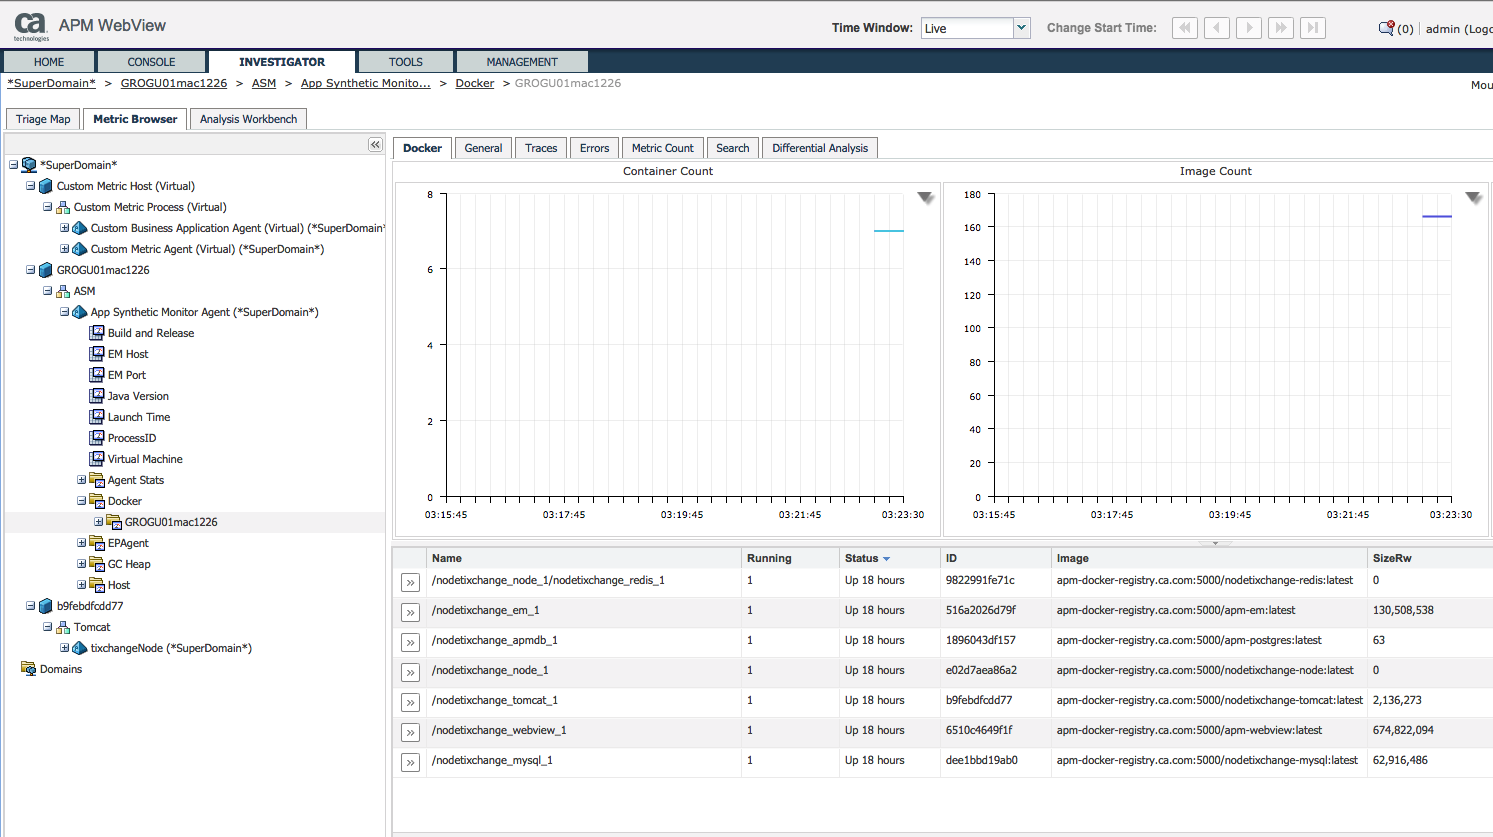 ca
technologies
APM WebView
Time Window: Live Change Start Time: (0) admin (Logo
HOME CONSOLE INVESTIGATOR TOOLS MANAGEMENT
*SuperDomain* > GROGU01mac1226 > ASM > App Synthetic Monito... > Docker > GROGU01mac1226
Mou
Triage Map Metric Browser Analysis Workbench
*SuperDomain*
Custom Metric Host (Virtual)
Custom Metric Process (Virtual)
Custom Business Application Agent (Virtual) (*SuperDomain*
Custom Metric Agent (Virtual) (*SuperDomain*)
GROGU01mac1226
ASM
App Synthetic Monitor Agent (*SuperDomain*)
Build and Release
EM Host
EM Port
Java Version
Launch Time
ProcessID
Virtual Machine
Agent Stats
Docker
GROGU01mac1226
EPAgent
GC Heap
Host
b9febdfcdd77
Tomcat
tixchangeNode (*SuperDomain*)
Domains
Docker General Traces Errors Metric Count Search Differential Analysis
Container Count
8
6
4
2
0
03:15:45 03:17:45 03:19:45 03:21:45 03:23:30
Image Count
180
160
140
120
100
80
60
40
20
0
03:15:45 03:17:45 03:19:45 03:21:45 03:23:30
Name Running Status ID Image SizeRw
/nodetixchange_node_1/nodetixchange_redis_1 1 Up 18 hours 9822991fe71c apm-docker-registry.ca.com:5000/nodetixchange-redis:latest 0
/nodetixchange_em_1 1 Up 18 hours 516a2026d79f apm-docker-registry.ca.com:5000/apm-em:latest 130,508,538
/nodetixchange_apmdb_1 1 Up 18 hours 1896043df157 apm-docker-registry.ca.com:5000/apm-postgres:latest 63
/nodetixchange_node_1 1 Up 18 hours e02d7aea86a2 apm-docker-registry.ca.com:5000/nodetixchange-node:latest 0
/nodetixchange_tomcat_1 1 Up 18 hours b9febdfcdd77 apm-docker-registry.ca.com:5000/nodetixchange-tomcat:latest 2,136,273
/nodetixchange_webview_1 1 Up 18 hours 6510c4649f1f apm-docker-registry.ca.com:5000/apm-webview:latest 674,822,094
/nodetixchange_mysql_1 1 Up 18 hours dee1bbd19ab0 apm-docker-registry.ca.com:5000/nodetixchange-mysql:latest 62,916,486